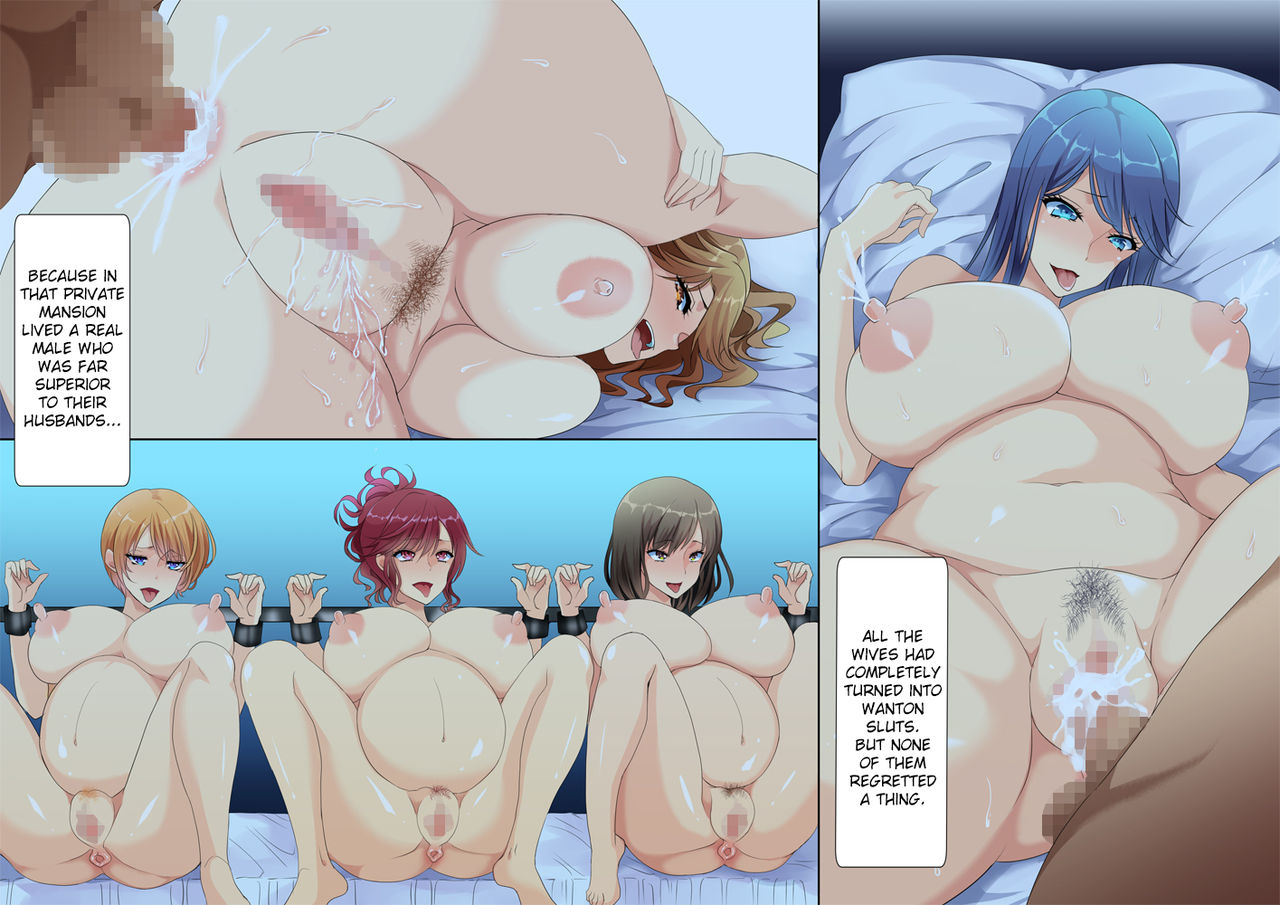 BECAUSE IN
THAT PRIVATE
MANSION
LIVED A REAL
MALE WHO
WAS FAR
SUPERIOR
TO THEIR
HUSBANDS...
ALL THE
WIVES HAD
COMPLETELY
TURNED INTO
WANTON
SLUTS.
BUT NONE
OF THEM
REGRETTED
A THING.